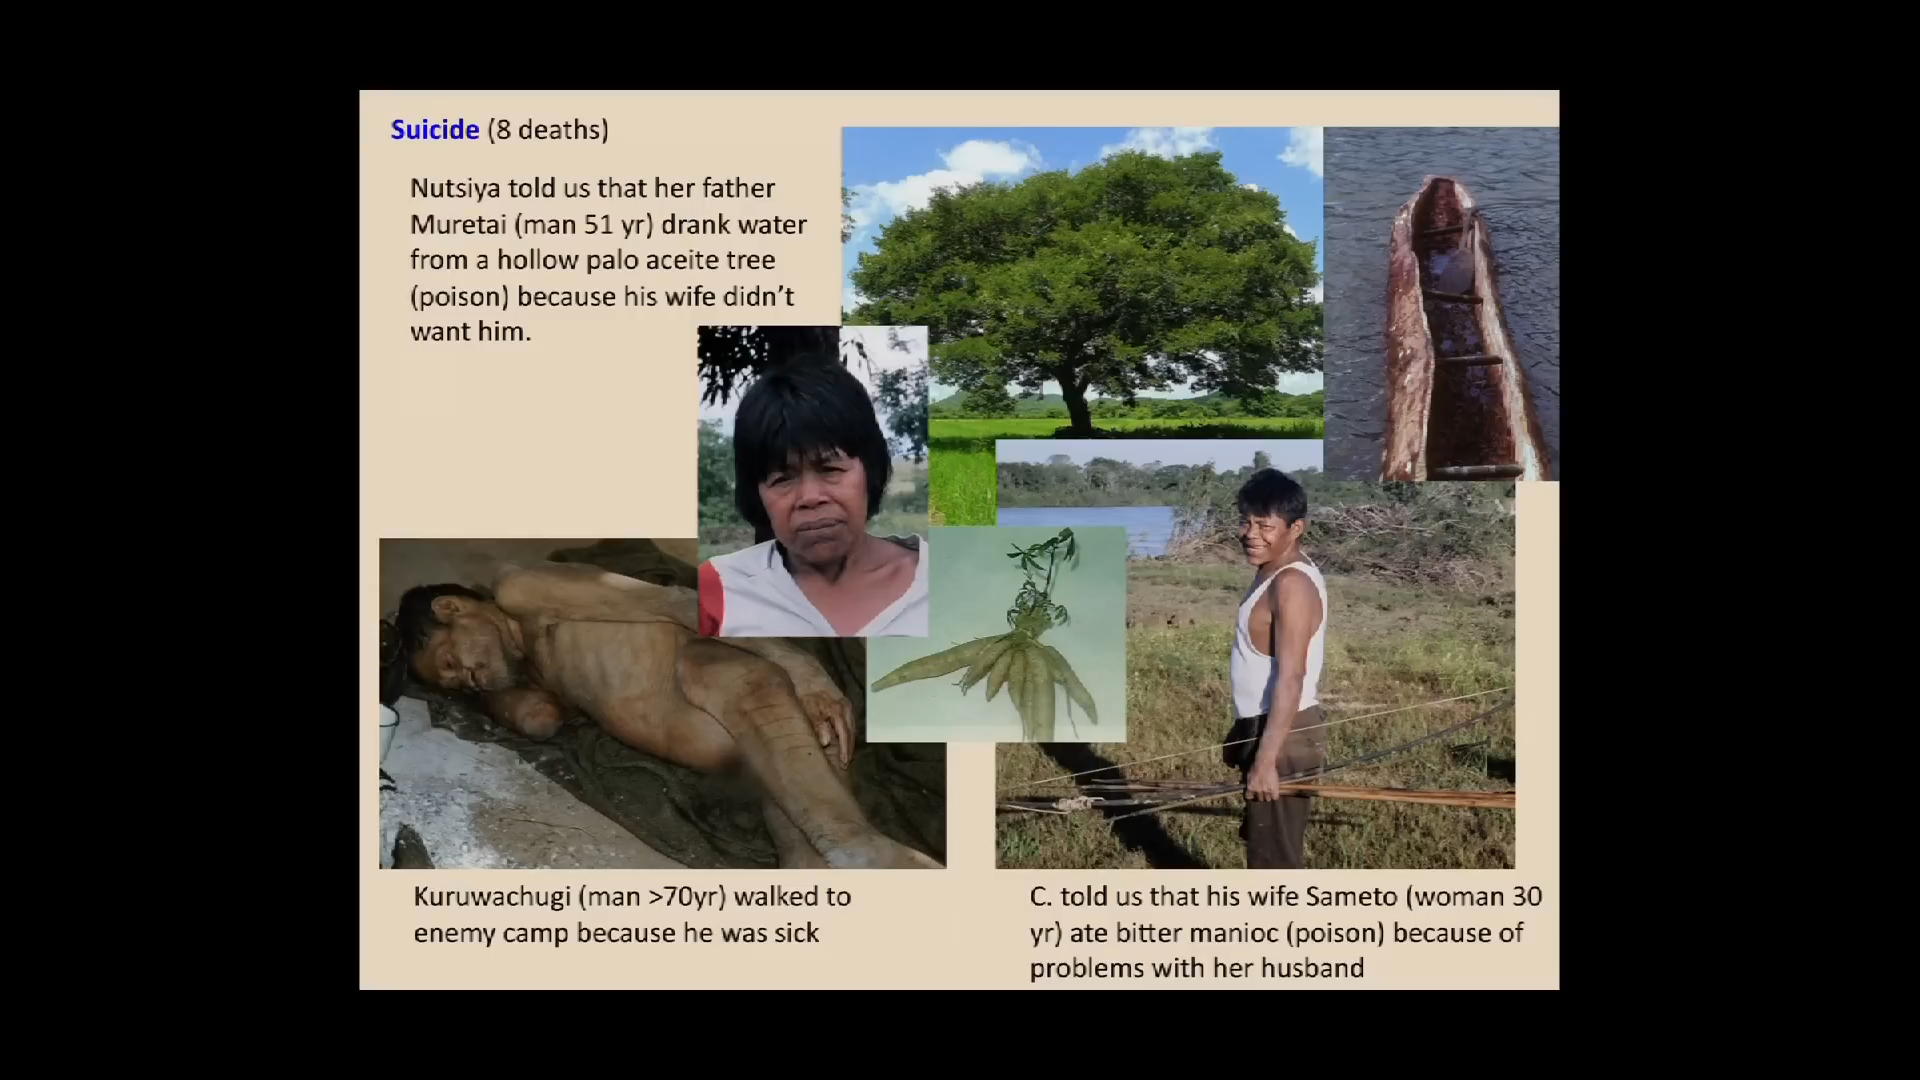 Suicide (8 deaths)
Nutsiya told us that her father
Muretai (man 51 yr) drank water
from a hollow palo aceite tree
(poison) because his wife didn’t
want him.
Kuruwachugi (man >70yr) walked to
enemy camp because he was sick
C. told us that his wife Sameto (woman 30
yr) ate bitter manioc (poison) because of
problems with her husband